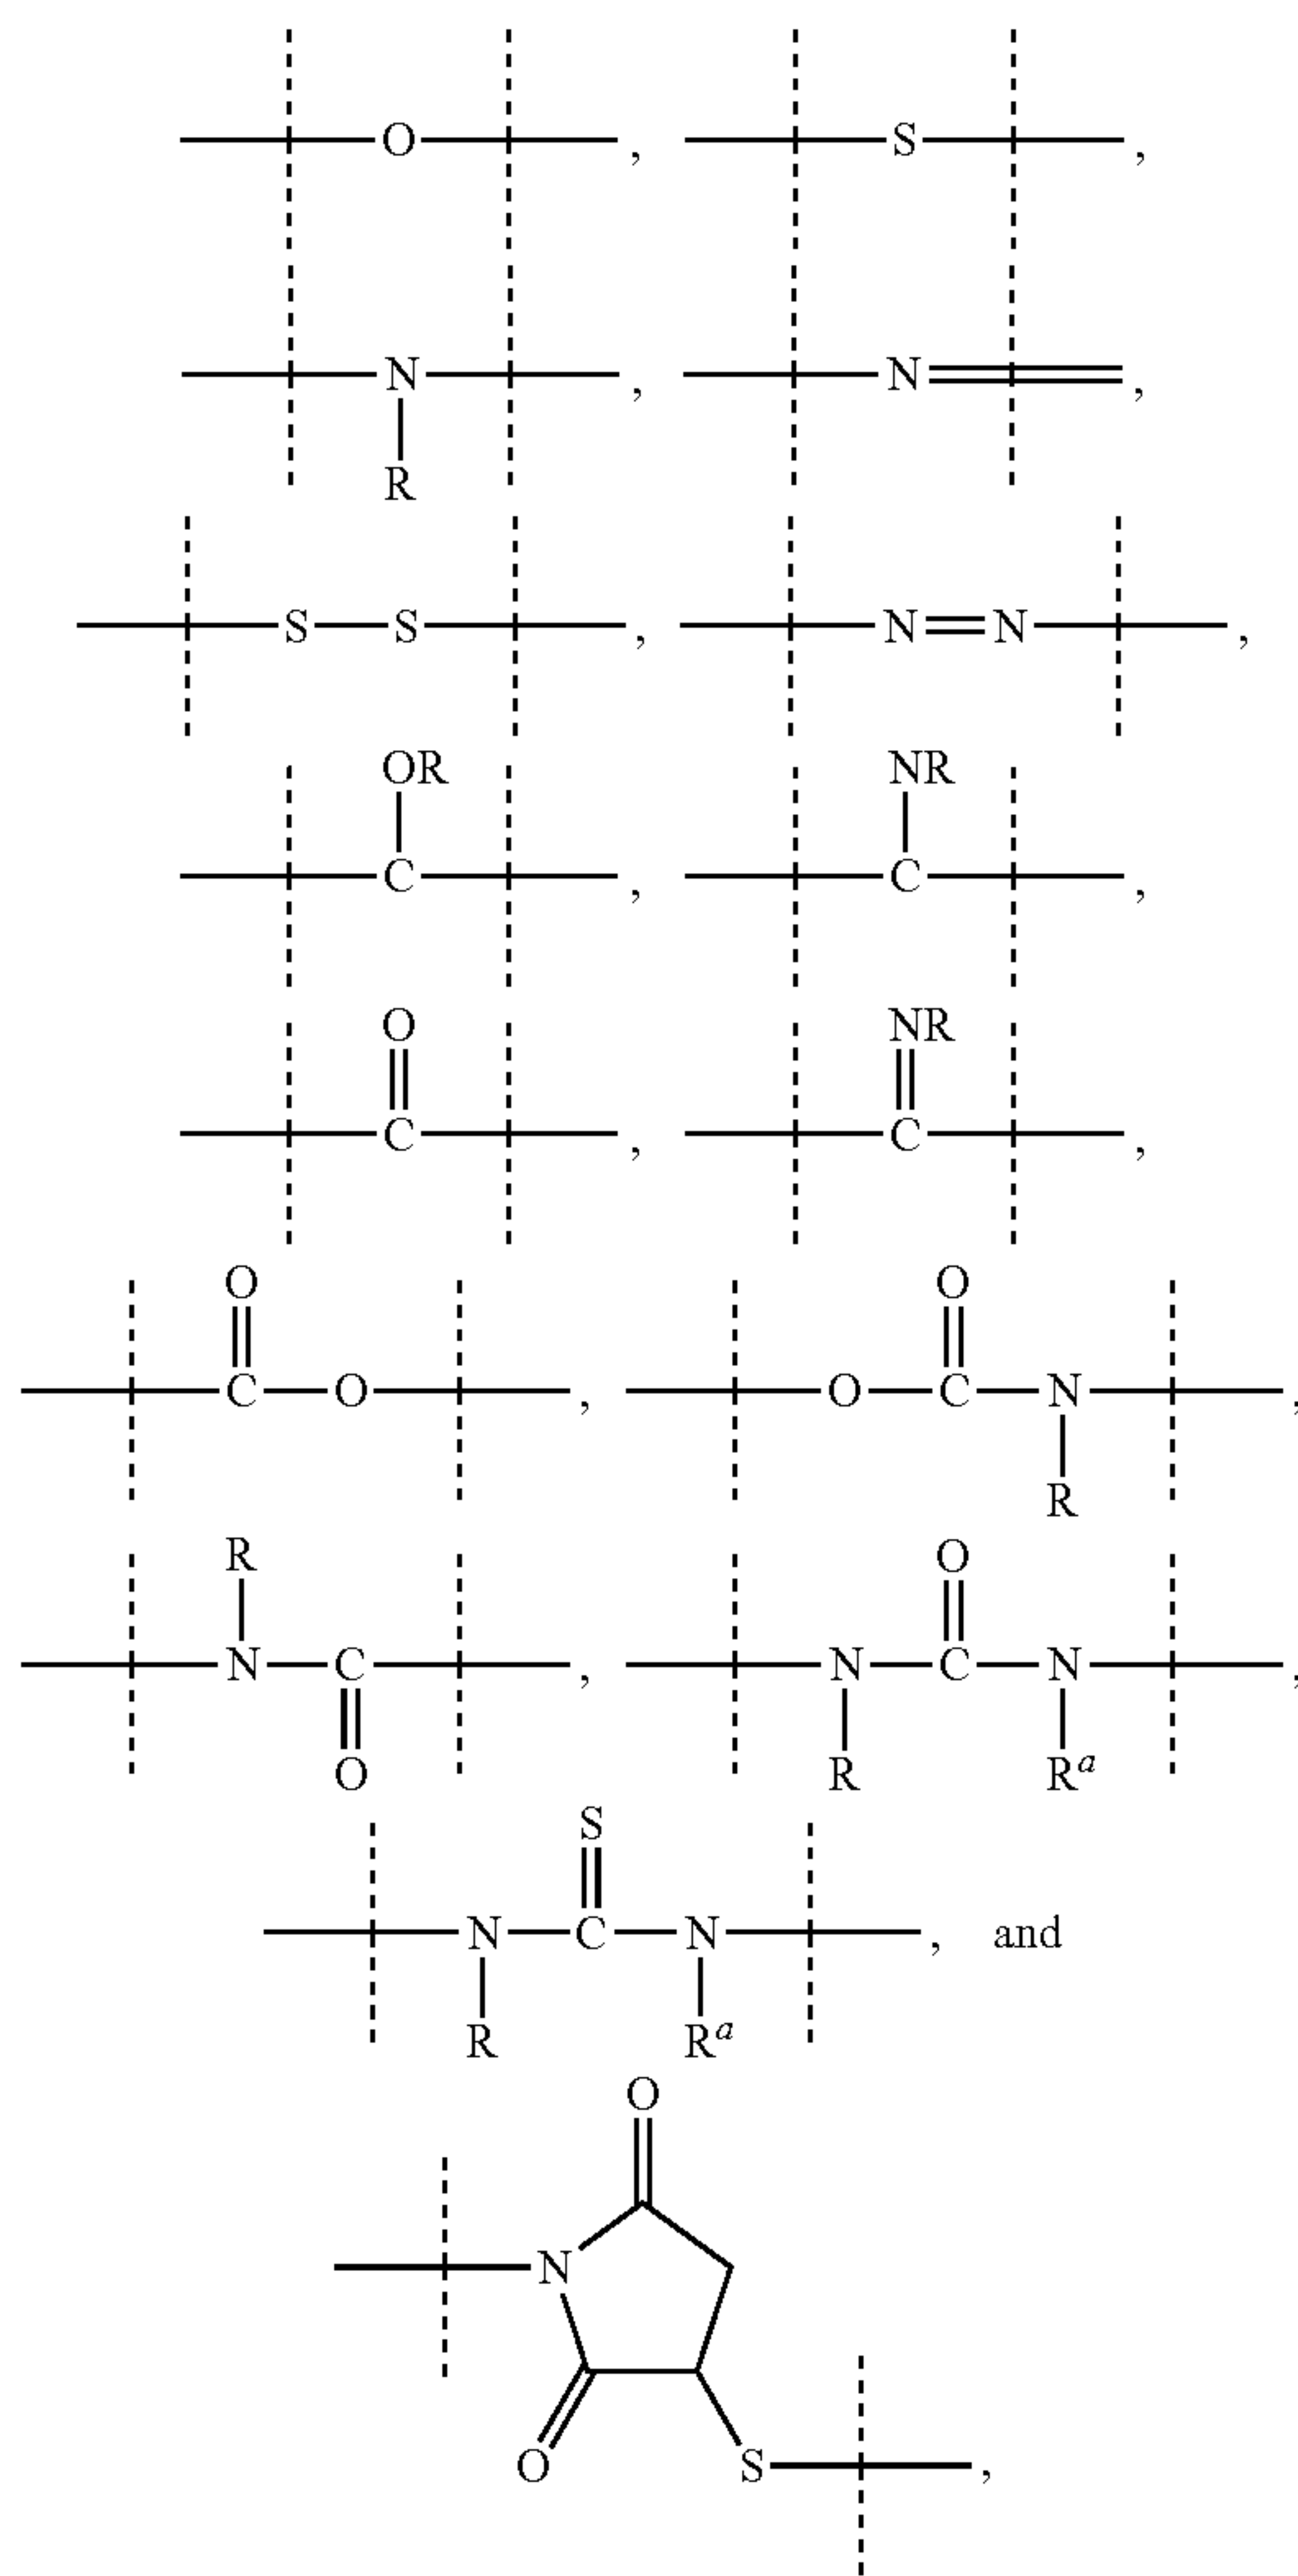 O , S ,
N , N ,
R
S S , N N ,
OR NR
C , C ,
O NR
C , C ,
O O
C O , O C N ,
R
R O
N C , N C N ,
O R Rᵃ
S
N C N , and
R Rᵃ
O
N
O S ,